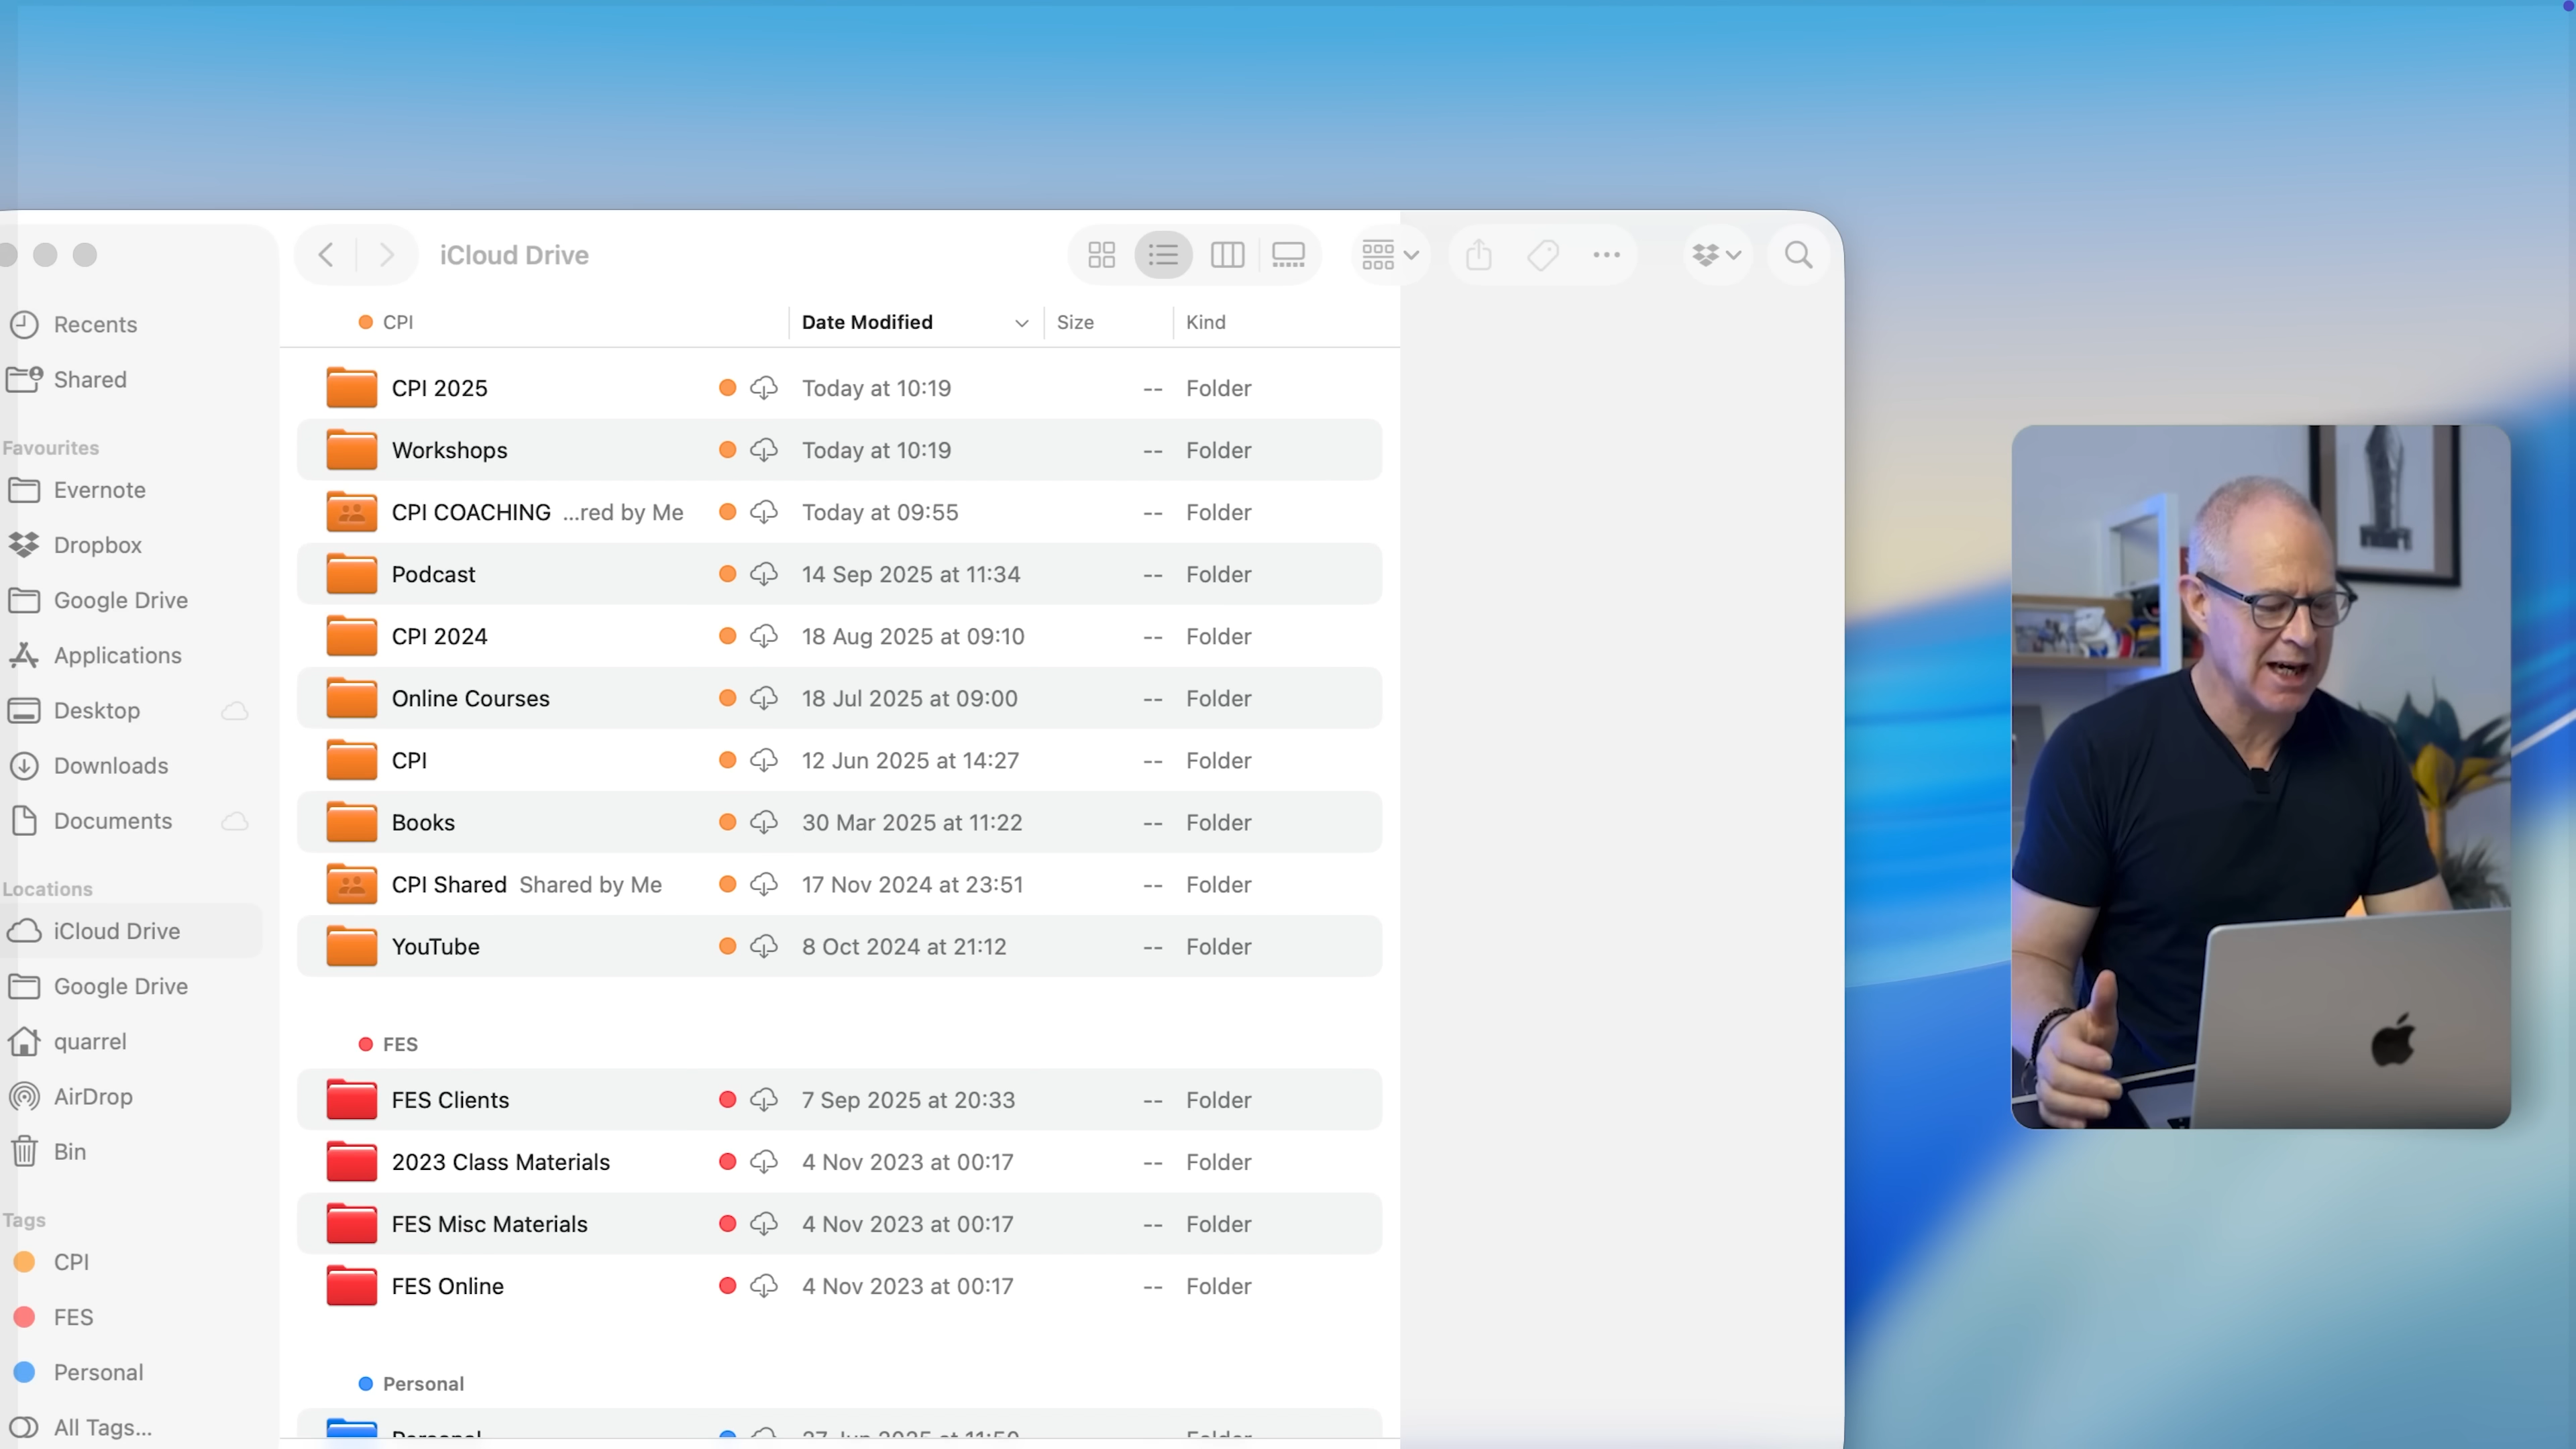 iCloud Drive
Recents
Shared
Favourites
Evernote
Dropbox
Google Drive
Applications
Desktop
Downloads
Documents
Locations
iCloud Drive
Google Drive
quarrel
AirDrop
Bin
Tags
CPI
FES
Personal
All Tags...
CPI Date Modified Size Kind
CPI 2025 Today at 10:19 -- Folder
Workshops Today at 10:19 -- Folder
CPI COACHING ...red by Me Today at 09:55 -- Folder
Podcast 14 Sep 2025 at 11:34 -- Folder
CPI 2024 18 Aug 2025 at 09:10 -- Folder
Online Courses 18 Jul 2025 at 09:00 -- Folder
CPI 12 Jun 2025 at 14:27 -- Folder
Books 30 Mar 2025 at 11:22 -- Folder
CPI Shared Shared by Me 17 Nov 2024 at 23:51 -- Folder
YouTube 8 Oct 2024 at 21:12 -- Folder
FES
FES Clients 7 Sep 2025 at 20:33 -- Folder
2023 Class Materials 4 Nov 2023 at 00:17 -- Folder
FES Misc Materials 4 Nov 2023 at 00:17 -- Folder
FES Online 4 Nov 2023 at 00:17 -- Folder
Personal
Personal 27 Jun 2025 at 11:50 -- Folder